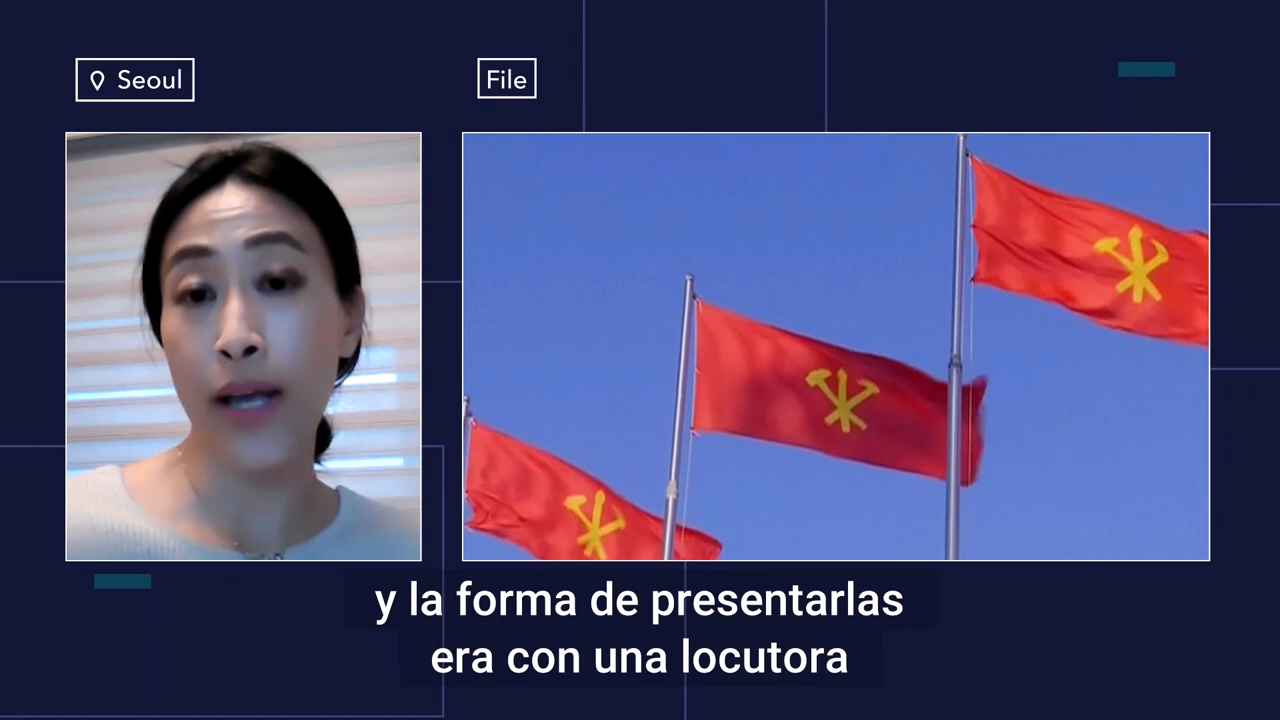 Seoul
File
y la forma de presentarlas
era con una locutora